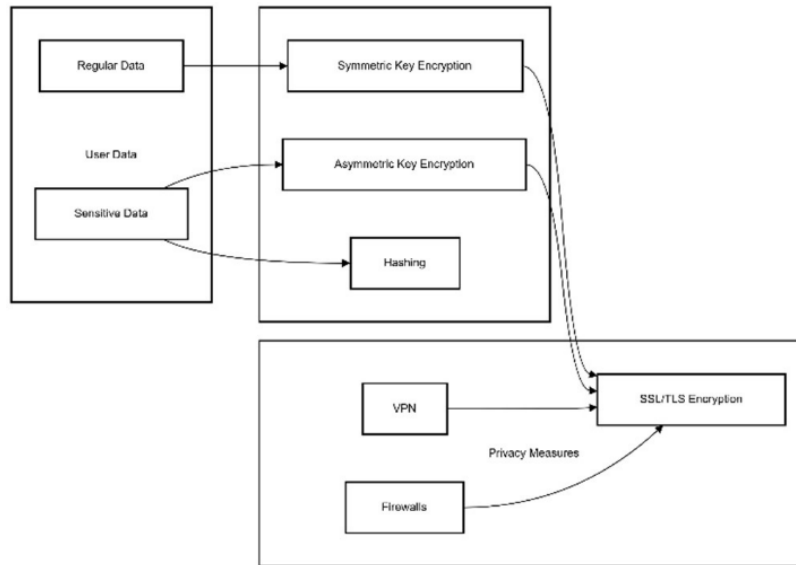 Regular Data
Symmetric Key Encryption
User Data
Asymmetric Key Encryption
Sensitive Data
Hashing
VPN
SSL/TLS Encryption
Privacy Measures
Firewalls